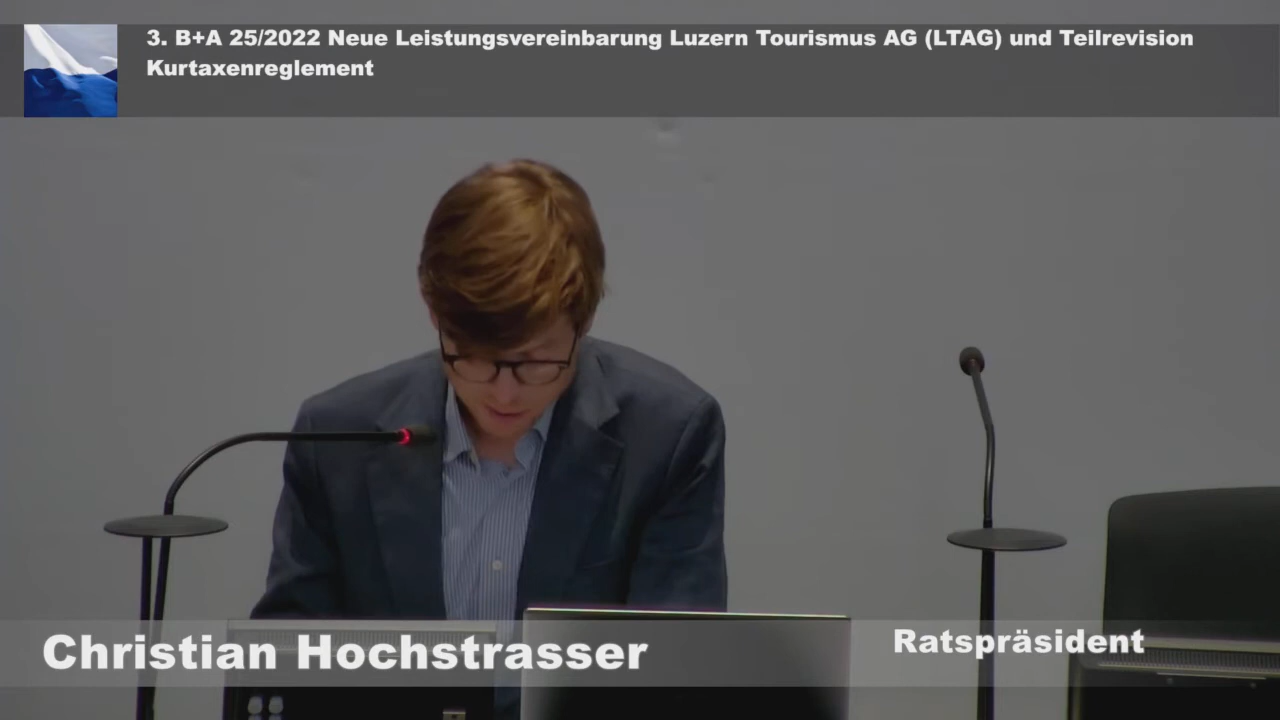 3. B+A 25/2022 Neue Leistungsvereinbarung Luzern Tourismus AG (LTAG) und Teilrevision
Kurtaxenreglement
Christian Hochstrasser
Ratspräsident